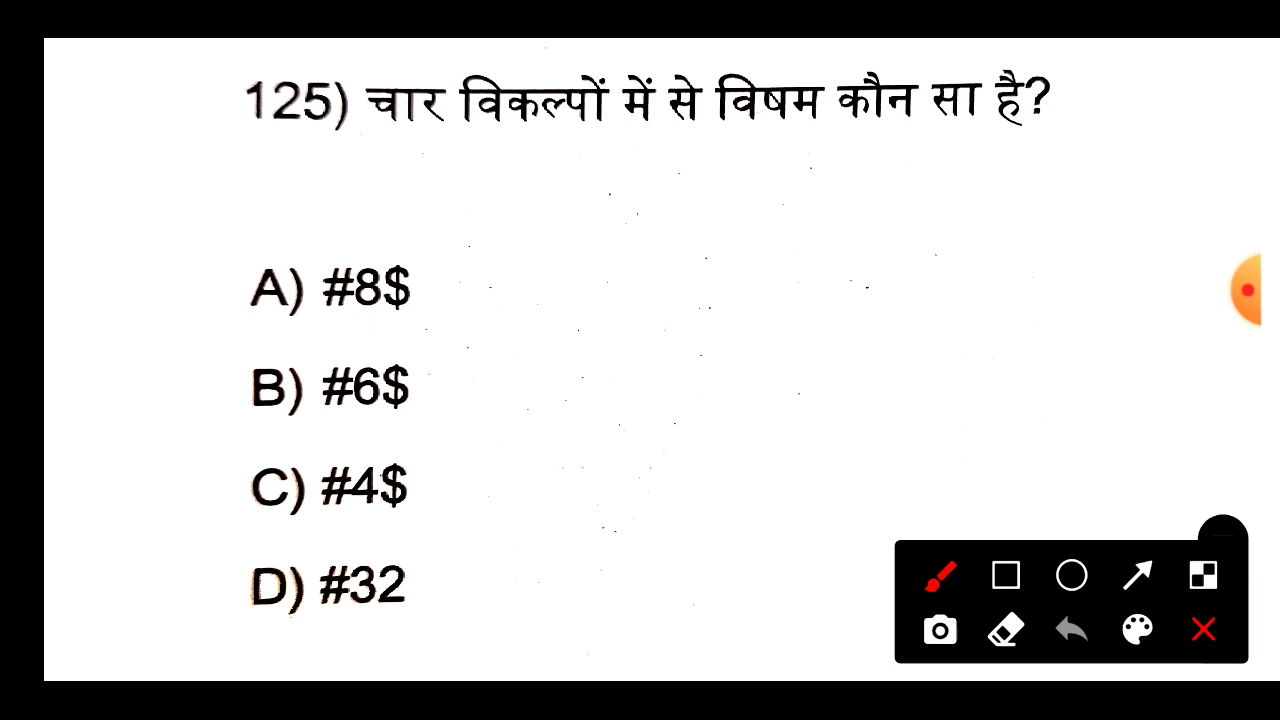 125) चार विकल्पों में से विषम कौन सा है?
A) #8$
B) #6$
C) #4$
D) #32